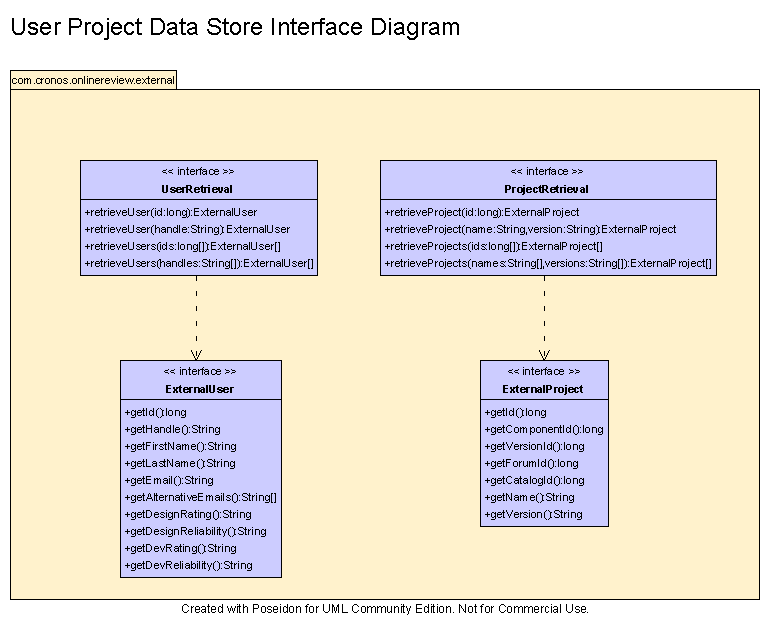 User Project Data Store Interface Diagram
com.cronos.onlinereview.external
<< interface >>
UserRetrieval
+retrieveUser(id:long):ExternalUser
+retrieveUser(handle:String):ExternalUser
+retrieveUsers(ids:long[]):ExternalUser[]
+retrieveUsers(handles:String[]):ExternalUser[]
<< interface >>
ProjectRetrieval
+retrieveProject(id:long):ExternalProject
+retrieveProject(name:String,version:String):ExternalProject
+retrieveProjects(ids:long[]):ExternalProject[]
+retrieveProjects(names:String[],versions:String[]):ExternalProject[]
<< interface >>
ExternalUser
+getId():long
+getHandle():String
+getFirstName():String
+getLastName():String
+getEmail():String
+getAlternativeEmails():String[]
+getDesignRating():String
+getDesignReliability():String
+getDevRating():String
+getDevReliability():String
<< interface >>
ExternalProject
+getId():long
+getComponentId():long
+getVersionId():long
+getForumId():long
+getCatalogId():long
+getName():String
+getVersion():String
Created with Poseidon for UML Community Edition. Not for Commercial Use.